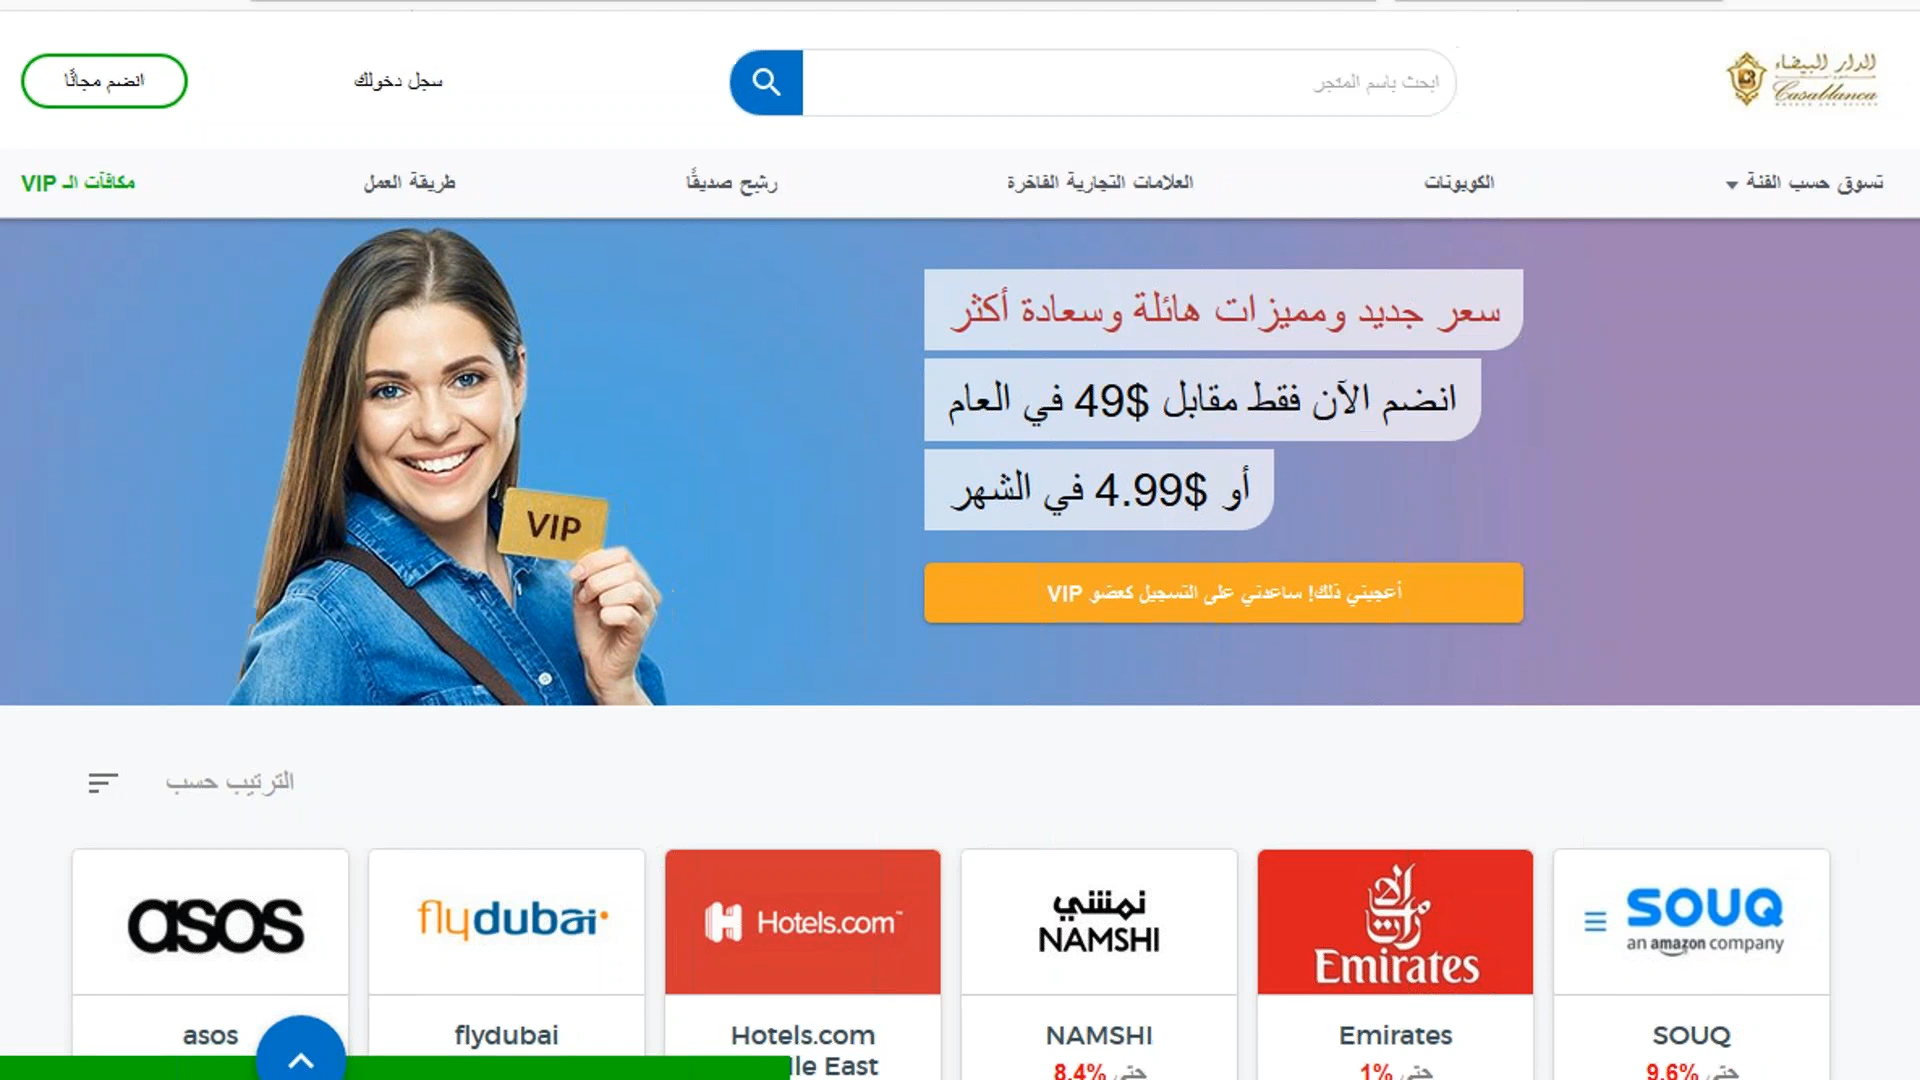 الدار البيضاء
Casablanca
ابحث باسم المتجر
سجل دخولك
انضم مجانًا
تسوق حسب الفئة
الكوبونات
العلامات التجارية الفاخرة
رشح صديقًا
طريقة العمل
مكافآت الـ VIP
سعر جديد ومميزات هائلة وسعادة أكثر
انضم الآن فقط مقابل 49$ في العام
أو 4.99$ في الشهر
أعجبني ذلك! ساعدني على التسجيل كعضو VIP
VIP
الترتيب حسب
SOUQ
an amazon company
Emirates
نمشي
NAMSHI
Hotels.com
flydubai
asos
SOUQ
Emirates
NAMSHI
Hotels.com
flydubai
asos
East
حتى 9.6%
حتى 1%
حتى 8.4%